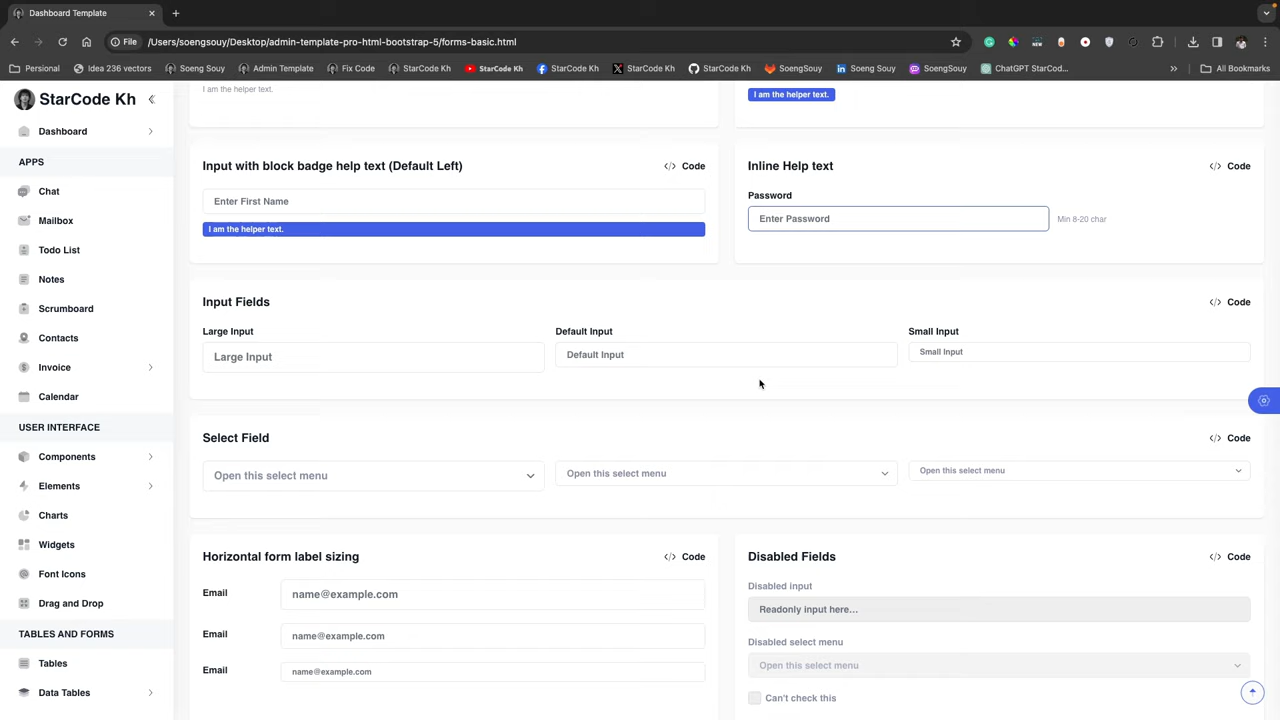 Dashboard Template
File /Users/soengsouy/Desktop/admin-template-pro-html-bootstrap-5/forms-basic.html
NEW
Personal Idea 236 vectors Soeng Souy Admin Template Fix Code StarCode Kh StarCode Kh StarCode Kh StarCode Kh StarCode Kh SoengSouy Soeng Souy SoengSouy ChatGPT StarCod... » All Bookmarks
StarCode Kh
Dashboard
APPS
Chat
Mailbox
Todo List
Notes
Scrumboard
Contacts
Invoice
Calendar
USER INTERFACE
Components
Elements
Charts
Widgets
Font Icons
Drag and Drop
TABLES AND FORMS
Tables
Data Tables
I am the helper text.
I am the helper text.
Input with block badge help text (Default Left)
</> Code
Enter First Name
I am the helper text.
Inline Help text
</> Code
Password
Enter Password
Min 8-20 char
Input Fields
</> Code
Large Input
Default Input
Small Input
Large Input
Default Input
Small Input
Select Field
</> Code
Open this select menu
Open this select menu
Open this select menu
Horizontal form label sizing
</> Code
Email
name@example.com
Email
name@example.com
Email
name@example.com
Disabled Fields
</> Code
Disabled input
Readonly input here...
Disabled select menu
Open this select menu
Can't check this